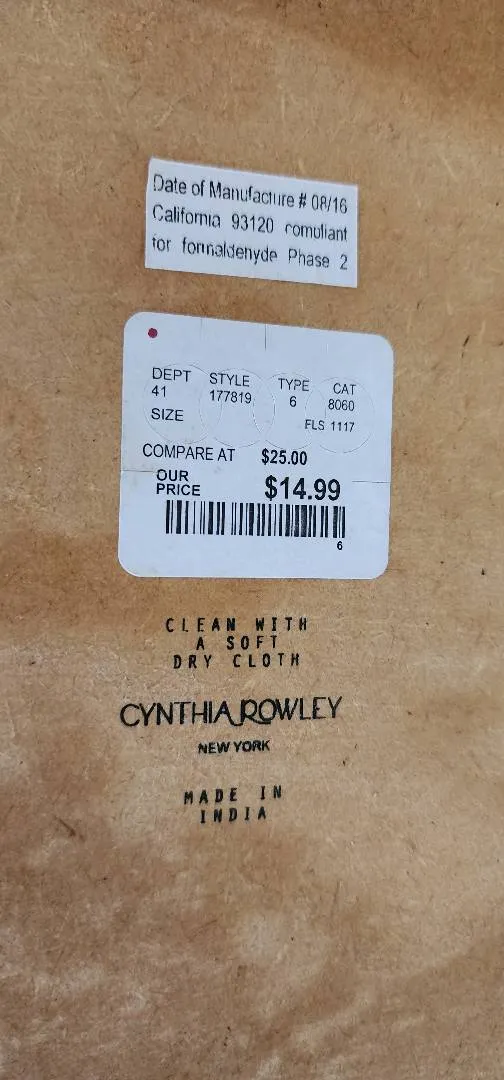 Date of Manufacture # 08/16
California 93120 compliant
for formaldenyde Phase 2
DEPT STYLE TYPE CAT
41 177819 6 8060
SIZE FLS 1117
COMPARE AT $25.00
OUR
PRICE $14.99
6
CLEAN WITH
A SOFT
DRY CLOTH
CYNTHIA ROWLEY
NEW YORK
MADE IN
INDIA